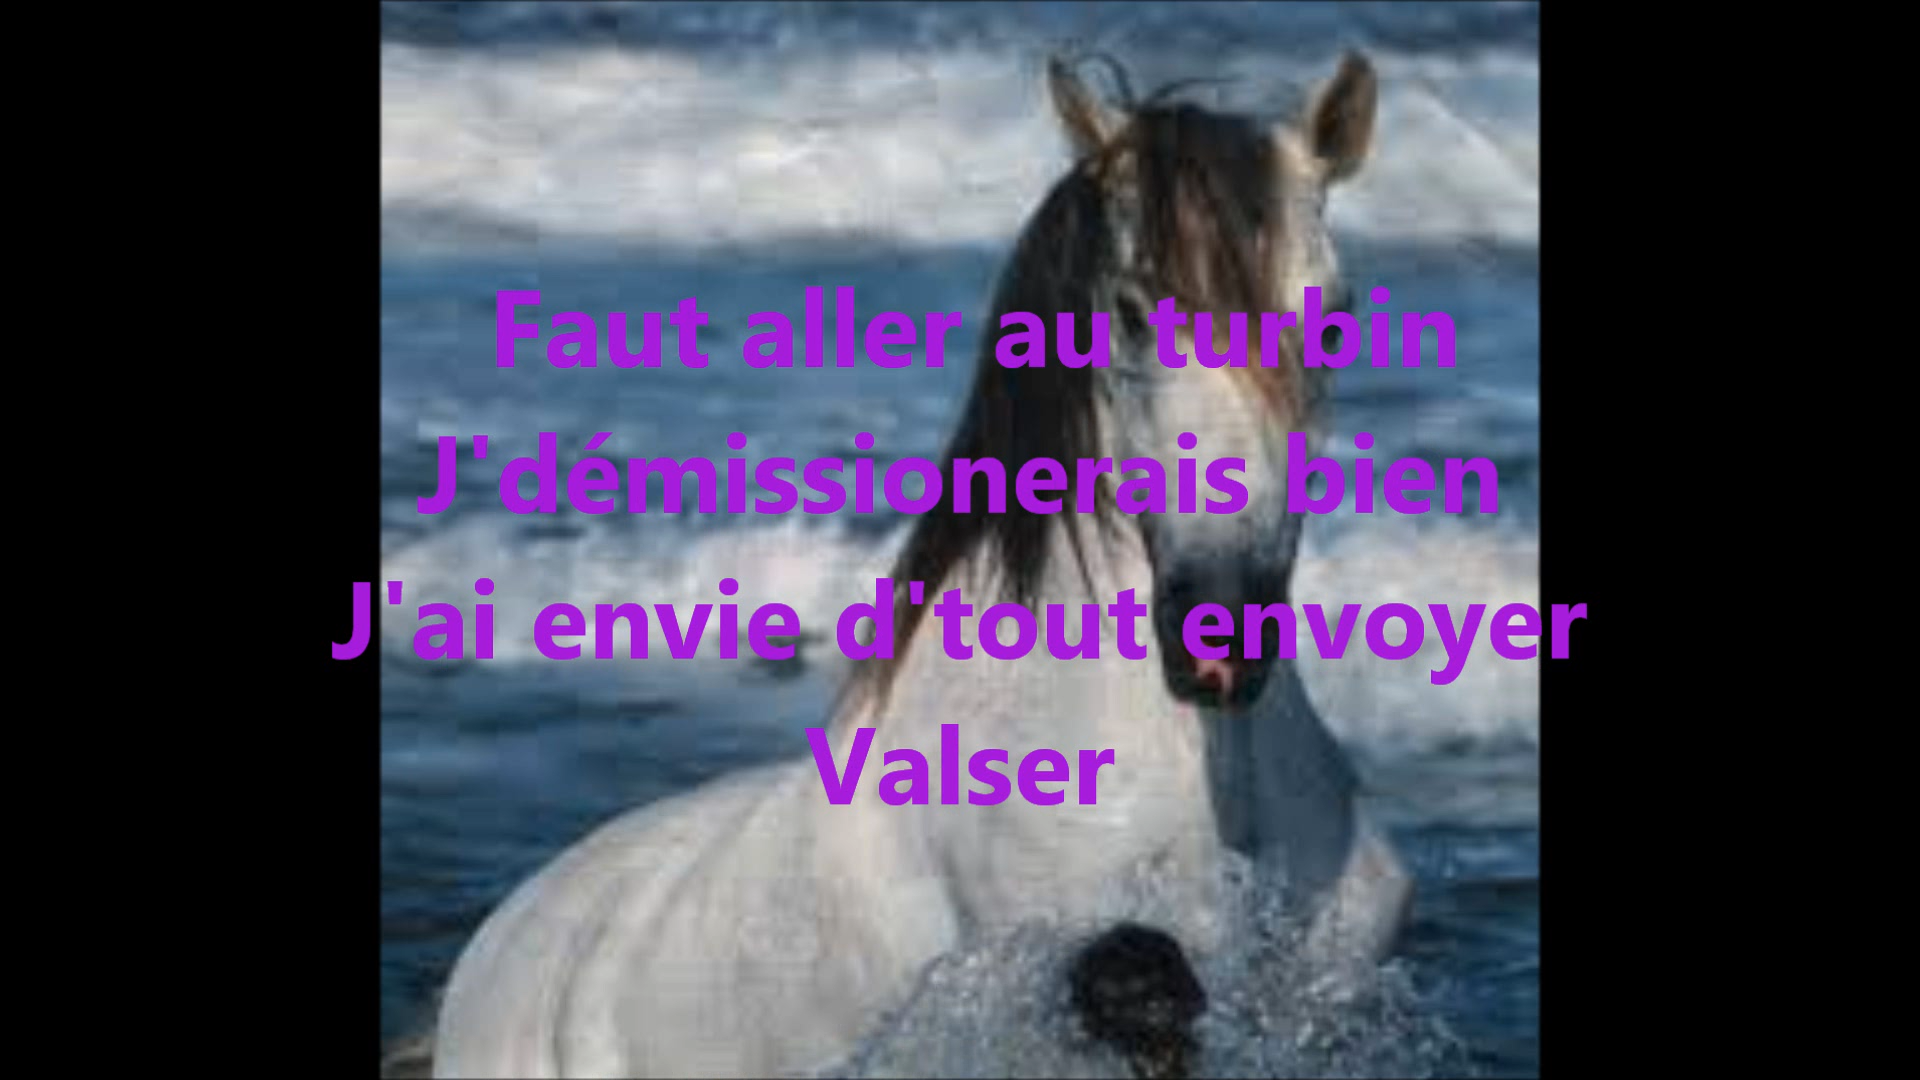 Faut aller au turbin
J'démissionerais bien
J'ai envie d'tout envoyer
Valser